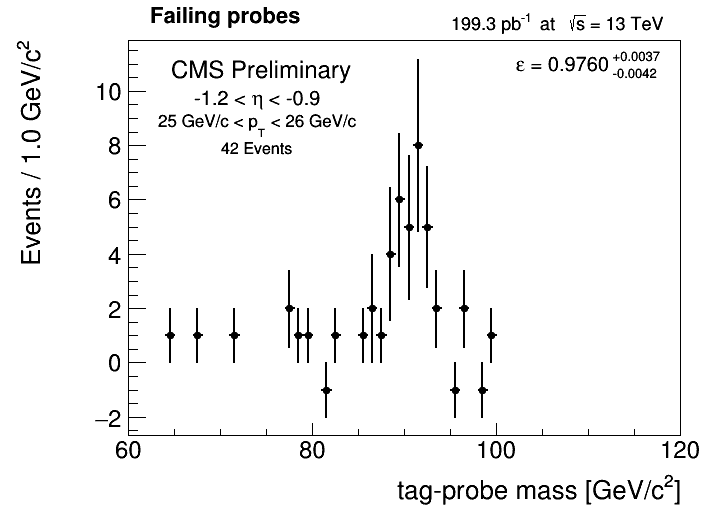 Failing probes
199.3 pb⁻¹ at √s = 13 TeV
CMS Preliminary
-1.2 < η < -0.9
25 GeV/c < p_T < 26 GeV/c
42 Events
ε = 0.9760 +0.0037 -0.0042
Events / 1.0 GeV/c²
10
8
6
4
2
0
−2
60 80 100 120
tag-probe mass [GeV/c²]